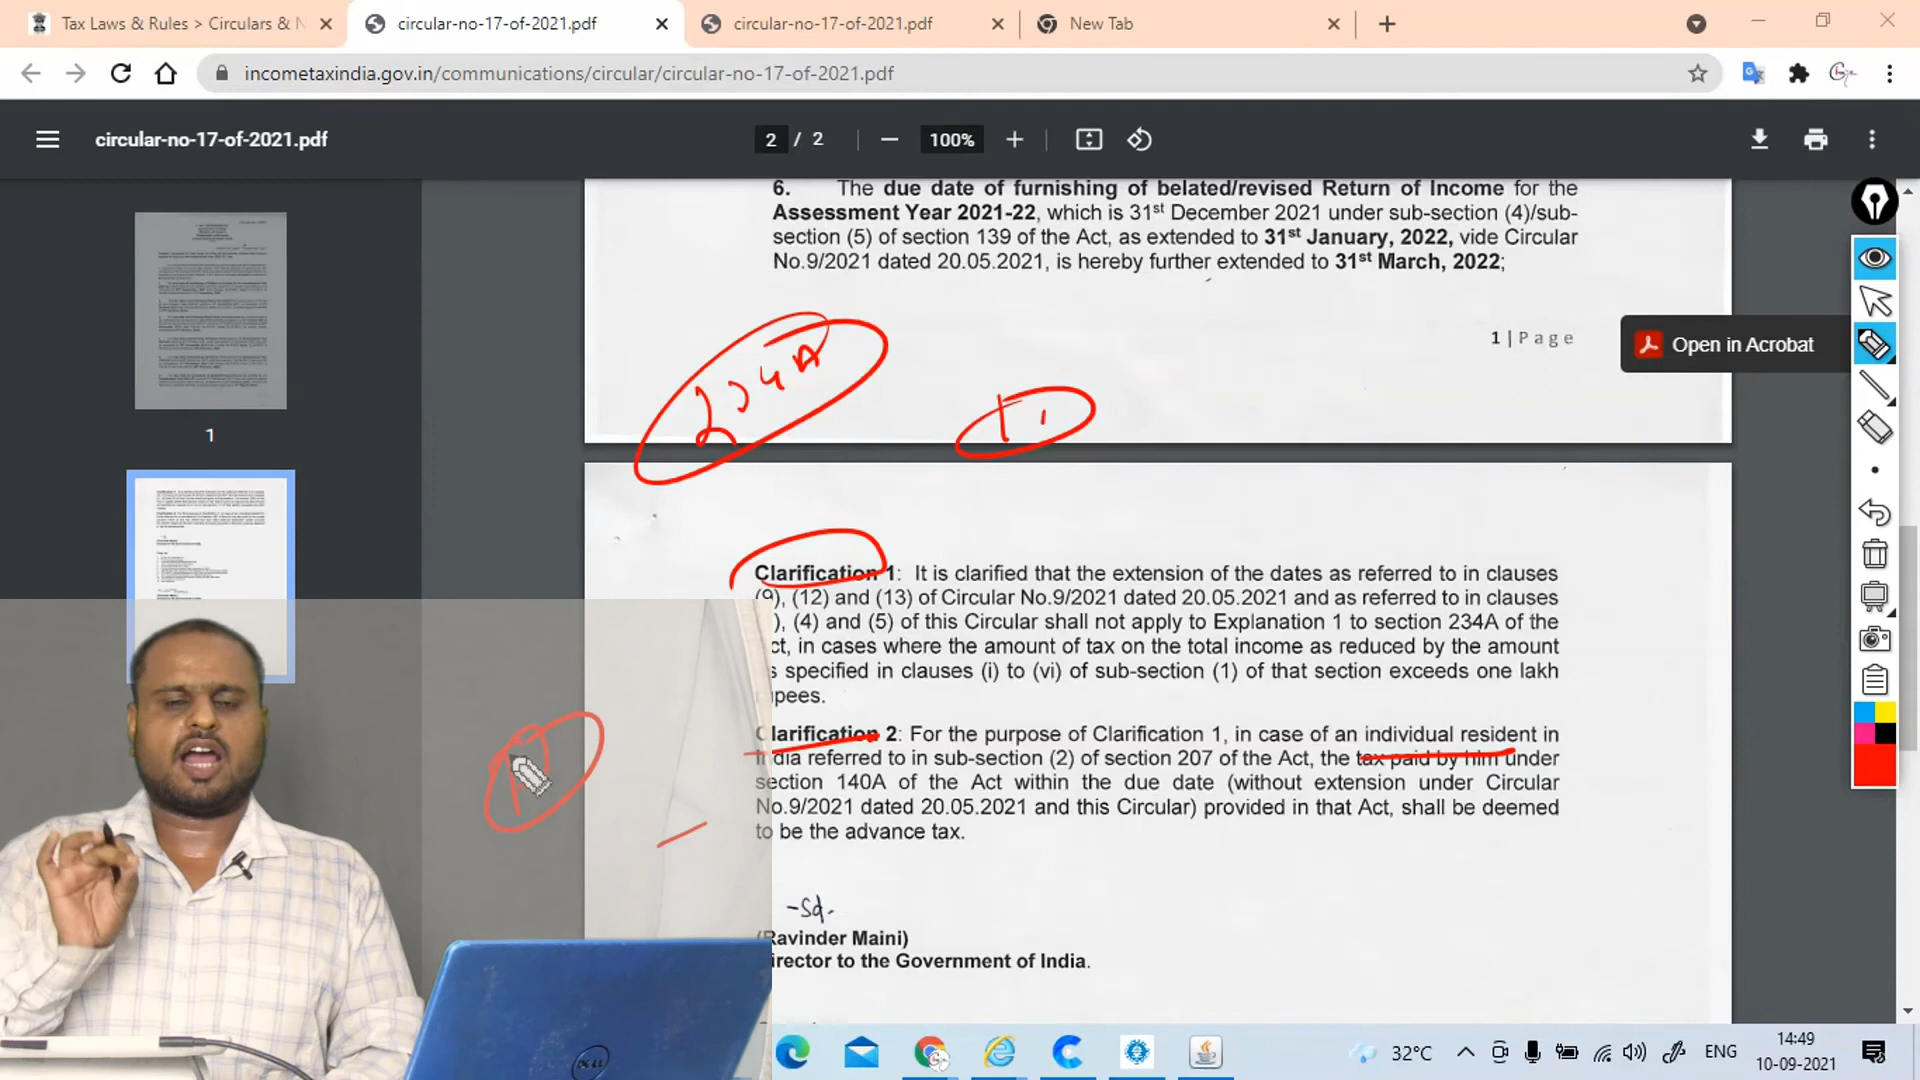 Tax Laws & Rules > Circulars & N
circular-no-17-of-2021.pdf
circular-no-17-of-2021.pdf
New Tab
incometaxindia.gov.in/communications/circular/circular-no-17-of-2021.pdf
circular-no-17-of-2021.pdf
2 / 2
100%
6. The due date of furnishing of belated/revised Return of Income for the
Assessment Year 2021-22, which is 31st December 2021 under sub-section (4)/sub-
section (5) of section 139 of the Act, as extended to 31st January, 2022, vide Circular
No.9/2021 dated 20.05.2021, is hereby further extended to 31st March, 2022;
1 | Page
Open in Acrobat
234A
1
Clarification 1: It is clarified that the extension of the dates as referred to in clauses
(9), (12) and (13) of Circular No.9/2021 dated 20.05.2021 and as referred to in clauses
), (4) and (5) of this Circular shall not apply to Explanation 1 to section 234A of the
ct, in cases where the amount of tax on the total income as reduced by the amount
s specified in clauses (i) to (vi) of sub-section (1) of that section exceeds one lakh
upees.
Clarification 2: For the purpose of Clarification 1, in case of an individual resident in
India referred to in sub-section (2) of section 207 of the Act, the tax paid by him under
section 140A of the Act within the due date (without extension under Circular
No.9/2021 dated 20.05.2021 and this Circular) provided in that Act, shall be deemed
to be the advance tax.
-Sd-
(Ravinder Maini)
irector to the Government of India.
DELL
32°C
ENG
14:49
10-09-2021